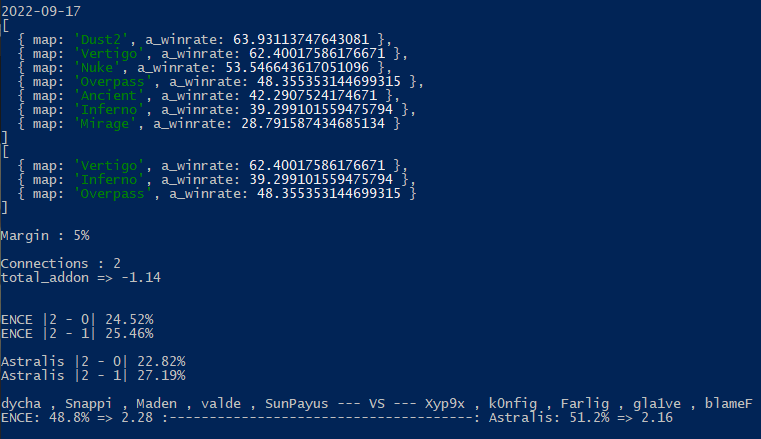 2022-09-17
[
  { map: 'Dust2', a_winrate: 63.93113747643081 },
  { map: 'Vertigo', a_winrate: 62.40017586176671 },
  { map: 'Nuke', a_winrate: 53.546643617051096 },
  { map: 'Overpass', a_winrate: 48.355353144699315 },
  { map: 'Ancient', a_winrate: 42.2907524174671 },
  { map: 'Inferno', a_winrate: 39.299101559475794 },
  { map: 'Mirage', a_winrate: 28.791587434685134 }
]
[
  { map: 'Vertigo', a_winrate: 62.40017586176671 },
  { map: 'Inferno', a_winrate: 39.299101559475794 },
  { map: 'Overpass', a_winrate: 48.355353144699315 }
]
Margin : 5%
Connections : 2
total_addon => -1.14
ENCE |2 - 0| 24.52%
ENCE |2 - 1| 25.46%
Astralis |2 - 0| 22.82%
Astralis |2 - 1| 27.19%
dycha , Snappi , Maden , valde , SunPayus --- VS --- Xyp9x , k0nfig , Farlig , gla1ve , blameF
ENCE: 48.8% => 2.28 :--------------------------------------: Astralis: 51.2% => 2.16